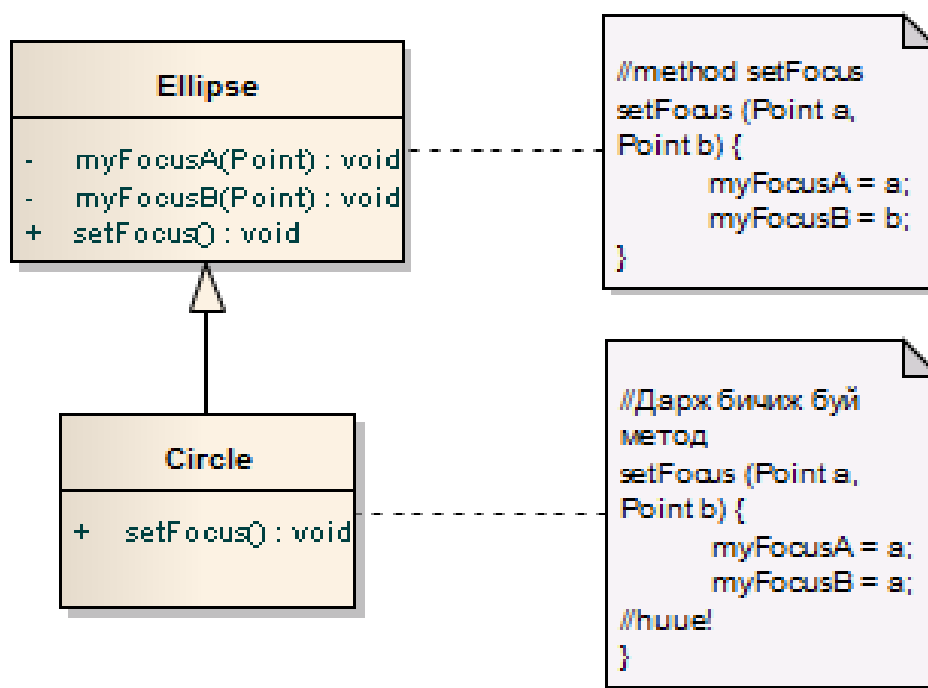 Ellipse
- myFocusA(Point) : void
- myFocusB(Point) : void
+ setFocus() : void
//method setFocus
setFocus (Point a,
Point b) {
myFocusA = a;
myFocusB = b;
}
Circle
+ setFocus() : void
//Дарж бичиж буй
метод
setFocus (Point a,
Point b) {
myFocusA = a;
myFocusB = a;
//huue!
}